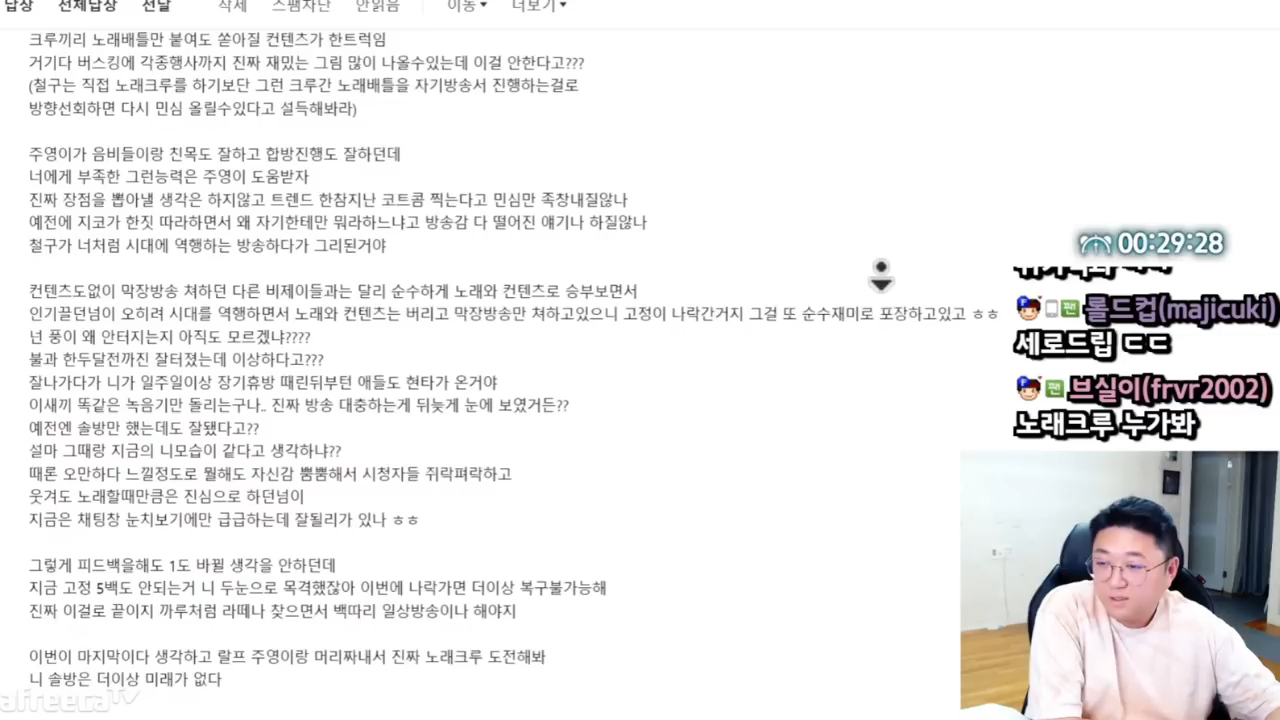 답장 전체답장 전달 삭제 스팸차단 안읽음 이동 더보기
크루끼리 노래배틀만 붙여도 쏟아질 컨텐츠가 한트럭임
거기다 버스킹에 각종행사까지 진짜 재밌는 그림 많이 나올수있는데 이걸 안한다고???
(철구는 직접 노래크루를 하기보단 그런 크루간 노래배틀을 자기방송서 진행하는걸로
방향선회하면 다시 민심 올릴수있다고 설득해봐라)
주영이가 음비들이랑 친목도 잘하고 합방진행도 잘하던데
너에게 부족한 그런능력은 주영이 도움받자
진짜 장점을 뽑아낼 생각은 하지않고 트렌드 한참지난 코트콤 찍는다고 민심만 족창내질않나
예전에 지코가 한짓 따라하면서 왜 자기한테만 뭐라하느냐고 방송감 다 떨어진 얘기나 하질않나
철구가 너처럼 시대에 역행하는 방송하다가 그리된거야
컨텐츠도없이 막장방송 쳐하던 다른 비제이들과는 달리 순수하게 노래와 컨텐츠로 승부보면서
인기끌던넘이 오히려 시대를 역행하면서 노래와 컨텐츠는 버리고 막장방송만 쳐하고있으니 고정이 나락간거지 그걸 또 순수재미로 포장하고있고 ㅎㅎ
넌 풍이 왜 안터지는지 아직도 모르겠냐????
불과 한두달전까진 잘터졌는데 이상하다고???
잘나가다가 니가 일주일이상 장기휴방 때린뒤부턴 애들도 현타가 온거야
이새끼 똑같은 녹음기만 돌리는구나.. 진짜 방송 대충하는게 뒤늦게 눈에 보였거든??
예전엔 솔방만 했는데도 잘됐다고??
설마 그때랑 지금의 니모습이 같다고 생각하냐??
때론 오만하다 느낄정도로 뭘해도 자신감 뿜뿜해서 시청자들 쥐락펴락하고
웃겨도 노래할때만큼은 진심으로 하던넘이
지금은 채팅창 눈치보기에만 급급하는데 잘될리가 있나 ㅎㅎ
그렇게 피드백을해도 1도 바뀔 생각을 안하던데
지금 고정 5백도 안되는거 니 두눈으로 목격했잖아 이번에 나락가면 더이상 복구불가능해
진짜 이걸로 끝이지 까루처럼 라떼나 찾으면서 백따리 일상방송이나 해야지
이번이 마지막이다 생각하고 랄프 주영이랑 머리짜내서 진짜 노래크루 도전해봐
니 솔방은 더이상 미래가 없다
00:29:28
팬 롤드컵(majicuki)
세로드립 ㄷㄷ
팬 브실이(frvr2002)
노래크루 누가봐
afreecaTV